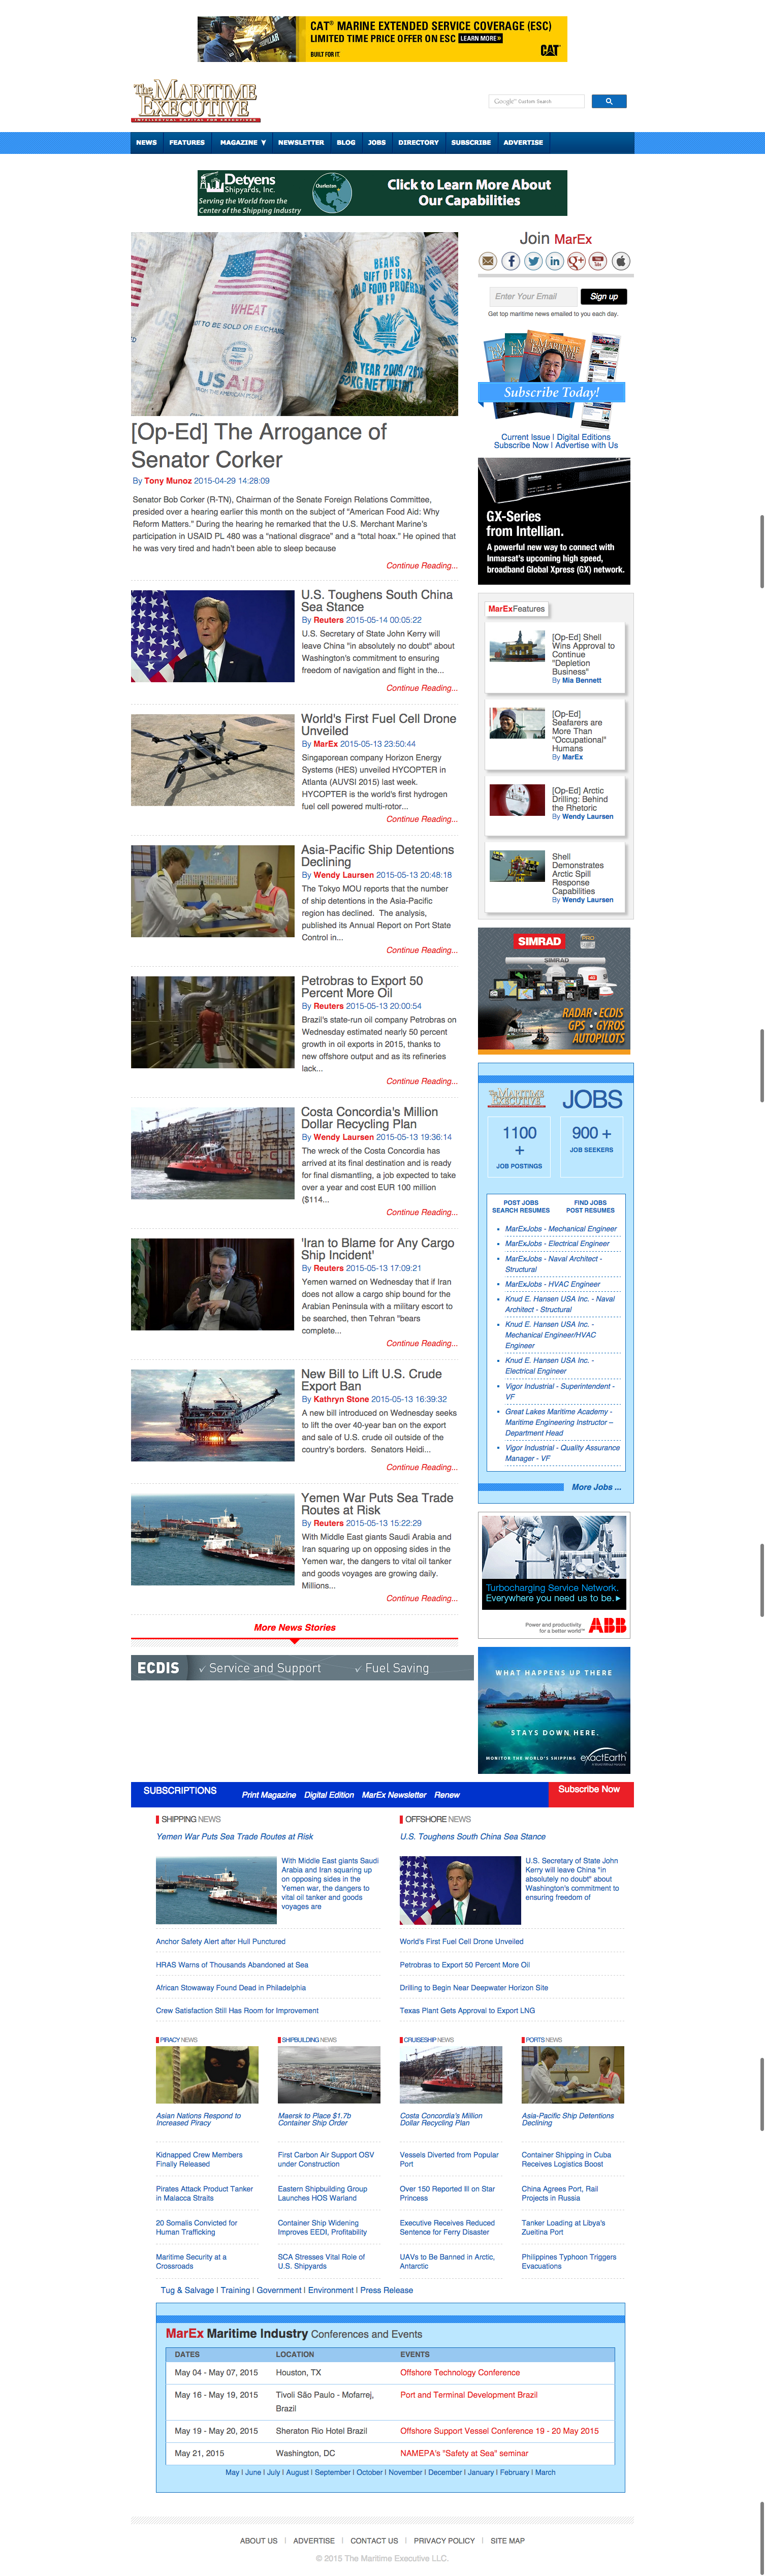 CAT® MARINE EXTENDED SERVICE COVERAGE (ESC)
LIMITED TIME PRICE OFFER ON ESC LEARN MORE»
BUILT FOR IT.
CAT
The MARITIME
EXECUTIVE
INTELLECTUAL CAPITAL FOR EXECUTIVES
Google™ Custom Search
NEWS FEATURES MAGAZINE NEWSLETTER BLOG JOBS DIRECTORY SUBSCRIBE ADVERTISE
Detyens
Shipyards, Inc.
Serving the World from the
Center of the Shipping Industry
Charleston
Click to Learn More About
Our Capabilities
WHEAT
USAID
BEANS
GIFT OF USA
WFP
[Op-Ed] The Arrogance of
Senator Corker
By Tony Munoz 2015-04-29 14:28:09
Senator Bob Corker (R-TN), Chairman of the Senate Foreign Relations Committee,
presided over a hearing earlier this month on the subject of "American Food Aid: Why
Reform Matters." During the hearing he remarked that the U.S. Merchant Marine's
participation in USAID PL 480 was a "national disgrace" and a "total hoax." He opined that
he was very tired and hadn't been able to sleep because
Continue Reading...
U.S. Toughens South China
Sea Stance
By Reuters 2015-05-14 00:05:22
U.S. Secretary of State John Kerry will
leave China "in absolutely no doubt" about
Washington's commitment to ensuring
freedom of navigation and flight in the...
Continue Reading...
World's First Fuel Cell Drone
Unveiled
By MarEx 2015-05-13 23:50:44
Singaporean company Horizon Energy
Systems (HES) unveiled HYCOPTER in
Atlanta (AUVSI 2015) last week.
HYCOPTER is the world's first hydrogen
fuel cell powered multi-rotor...
Continue Reading...
Asia-Pacific Ship Detentions
Declining
By Wendy Laursen 2015-05-13 20:48:18
The Tokyo MOU reports that the number
of ship detentions in the Asia-Pacific
region has declined. The analysis,
published its Annual Report on Port State
Control in...
Continue Reading...
Petrobras to Export 50
Percent More Oil
By Reuters 2015-05-13 20:00:54
Brazil's state-run oil company Petrobras on
Wednesday estimated nearly 50 percent
growth in oil exports in 2015, thanks to
new offshore output and as its refineries
lack...
Continue Reading...
Costa Concordia's Million
Dollar Recycling Plan
By Wendy Laursen 2015-05-13 19:36:14
The wreck of the Costa Concordia has
arrived at its final destination and is ready
for final dismantling, a job expected to take
over a year and cost EUR 100 million
($114...
Continue Reading...
'Iran to Blame for Any Cargo
Ship Incident'
By Reuters 2015-05-13 17:09:21
Yemen warned on Wednesday that if Iran
does not allow a cargo ship bound for the
Arabian Peninsula with a military escort to
be searched, then Tehran "bears
complete...
Continue Reading...
New Bill to Lift U.S. Crude
Export Ban
By Kathryn Stone 2015-05-13 16:39:32
A new bill introduced on Wednesday seeks
to lift the over 40-year ban on the export
and sale of U.S. crude oil outside of the
country's borders. Senators Heidi...
Continue Reading...
Yemen War Puts Sea Trade
Routes at Risk
By Reuters 2015-05-13 15:22:29
With Middle East giants Saudi Arabia and
Iran squaring up on opposing sides in the
Yemen war, the dangers to vital oil tanker
and goods voyages are growing daily.
Millions...
Continue Reading...
More News Stories
ECDIS ✓ Service and Support ✓ Fuel Saving
Join MarEx
Enter Your Email Sign up
Get top maritime news emailed to you each day.
Subscribe Today!
Current Issue | Digital Editions
Subscribe Now | Advertise with Us
GX-Series
from Intellian.
A powerful new way to connect with
Inmarsat's upcoming high speed,
broadband Global Xpress (GX) network.
MarExFeatures
[Op-Ed] Shell
Wins Approval to
Continue
"Depletion
Business"
By Mia Bennett
[Op-Ed]
Seafarers are
More Than
"Occupational"
Humans
By MarEx
[Op-Ed] Arctic
Drilling: Behind
the Rhetoric
By Wendy Laursen
Shell
Demonstrates
Arctic Spill
Response
Capabilities
By Wendy Laursen
SIMRAD
PRO
SIMRAD
RADAR · ECDIS
GPS · GYROS
AUTOPILOTS
The MARITIME
EXECUTIVE
JOBS
1100
+
JOB POSTINGS
900 +
JOB SEEKERS
POST JOBS FIND JOBS
SEARCH RESUMES POST RESUMES
MarExJobs - Mechanical Engineer
MarExJobs - Electrical Engineer
MarExJobs - Naval Architect -
Structural
MarExJobs - HVAC Engineer
Knud E. Hansen USA Inc. - Naval
Architect - Structural
Knud E. Hansen USA Inc. -
Mechanical Engineer/HVAC
Engineer
Knud E. Hansen USA Inc. -
Electrical Engineer
Vigor Industrial - Superintendent -
VF
Great Lakes Maritime Academy -
Maritime Engineering Instructor –
Department Head
Vigor Industrial - Quality Assurance
Manager - VF
More Jobs ...
Turbocharging Service Network.
Everywhere you need us to be.►
Power and productivity
for a better world™
ABB
WHAT HAPPENS UP THERE
STAYS DOWN HERE.
MONITOR THE WORLD'S SHIPPING exactEarth
SUBSCRIPTIONS Print Magazine Digital Edition MarEx Newsletter Renew Subscribe Now
SHIPPING NEWS
Yemen War Puts Sea Trade Routes at Risk
With Middle East giants Saudi
Arabia and Iran squaring up
on opposing sides in the
Yemen war, the dangers to
vital oil tanker and goods
voyages are
Anchor Safety Alert after Hull Punctured
HRAS Warns of Thousands Abandoned at Sea
African Stowaway Found Dead in Philadelphia
Crew Satisfaction Still Has Room for Improvement
OFFSHORE NEWS
U.S. Toughens South China Sea Stance
U.S. Secretary of State John
Kerry will leave China "in
absolutely no doubt" about
Washington's commitment to
ensuring freedom of
World's First Fuel Cell Drone Unveiled
Petrobras to Export 50 Percent More Oil
Drilling to Begin Near Deepwater Horizon Site
Texas Plant Gets Approval to Export LNG
PIRACY NEWS
Asian Nations Respond to
Increased Piracy
Kidnapped Crew Members
Finally Released
Pirates Attack Product Tanker
in Malacca Straits
20 Somalis Convicted for
Human Trafficking
Maritime Security at a
Crossroads
SHIPBUILDING NEWS
Maersk to Place $1.7b
Container Ship Order
First Carbon Air Support OSV
under Construction
Eastern Shipbuilding Group
Launches HOS Warland
Container Ship Widening
Improves EEDI, Profitability
SCA Stresses Vital Role of
U.S. Shipyards
CRUISESHIP NEWS
Costa Concordia's Million
Dollar Recycling Plan
Vessels Diverted from Popular
Port
Over 150 Reported Ill on Star
Princess
Executive Receives Reduced
Sentence for Ferry Disaster
UAVs to Be Banned in Arctic,
Antarctic
PORTS NEWS
Asia-Pacific Ship Detentions
Declining
Container Shipping in Cuba
Receives Logistics Boost
China Agrees Port, Rail
Projects in Russia
Tanker Loading at Libya's
Zueitina Port
Philippines Typhoon Triggers
Evacuations
Tug & Salvage | Training | Government | Environment | Press Release
MarEx Maritime Industry Conferences and Events
DATES LOCATION EVENTS
May 04 - May 07, 2015 Houston, TX Offshore Technology Conference
May 16 - May 19, 2015 Tivoli São Paulo - Mofarrej, Port and Terminal Development Brazil
Brazil
May 19 - May 20, 2015 Sheraton Rio Hotel Brazil Offshore Support Vessel Conference 19 - 20 May 2015
May 21, 2015 Washington, DC NAMEPA's "Safety at Sea" seminar
May | June | July | August | September | October | November | December | January | February | March
ABOUT US | ADVERTISE | CONTACT US | PRIVACY POLICY | SITE MAP
© 2015 The Maritime Executive LLC.